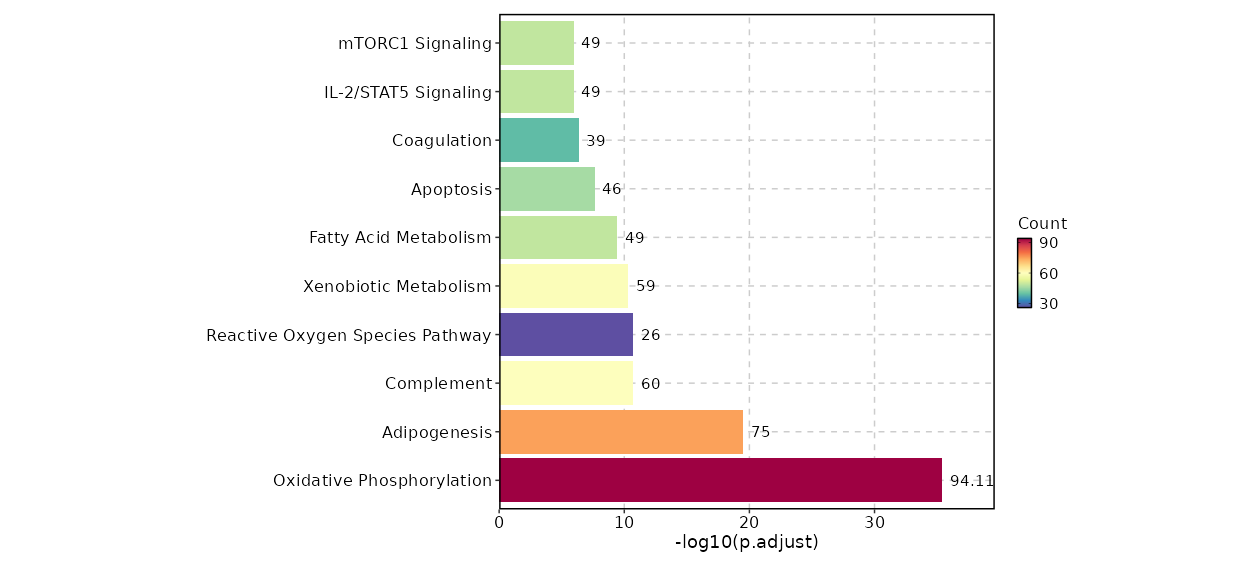 mTORC1 Signaling 49
IL-2/STAT5 Signaling 49
Coagulation 39
Apoptosis 46
Fatty Acid Metabolism 49
Xenobiotic Metabolism 59
Reactive Oxygen Species Pathway 26
Complement 60
Adipogenesis 75
Oxidative Phosphorylation 94.11
0 10 20 30
-log10(p.adjust)
Count
90
60
30